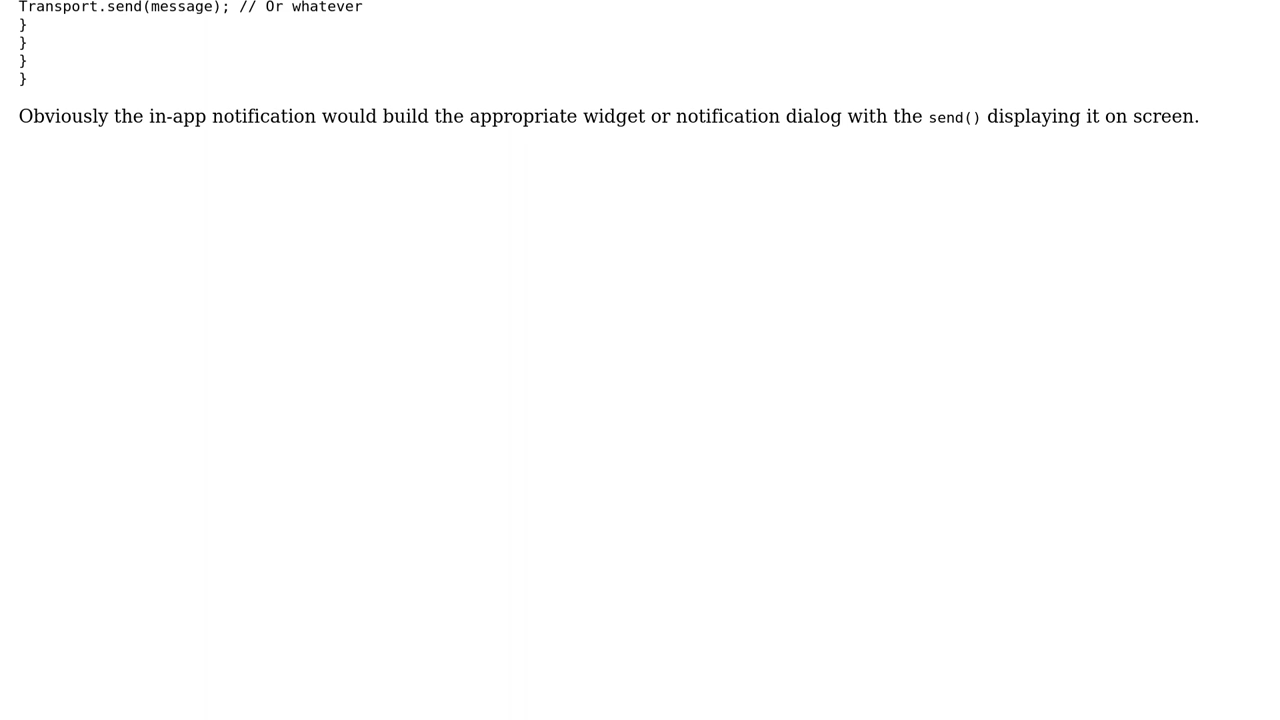 Transport.send(message); // Or whatever
}
}
}
}
Obviously the in-app notification would build the appropriate widget or notification dialog with the send() displaying it on screen.